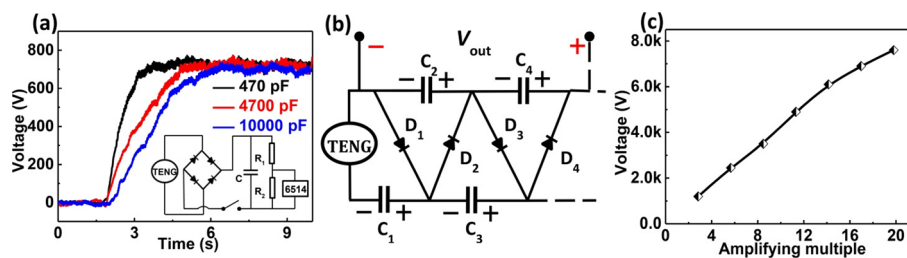 (a)
800
600
400
200
0
Voltage (V)
0
3
6
9
Time (s)
470 pF
4700 pF
10000 pF
TENG
C
R1
R2
6514
(b)
Vout
− +
C2
− +
C4
− +
TENG
D1
D2
D3
D4
− +
C1
− +
C3
(c)
8.0k
6.0k
4.0k
2.0k
0.0
Voltage (V)
0
4
8
12
16
20
Amplifying multiple